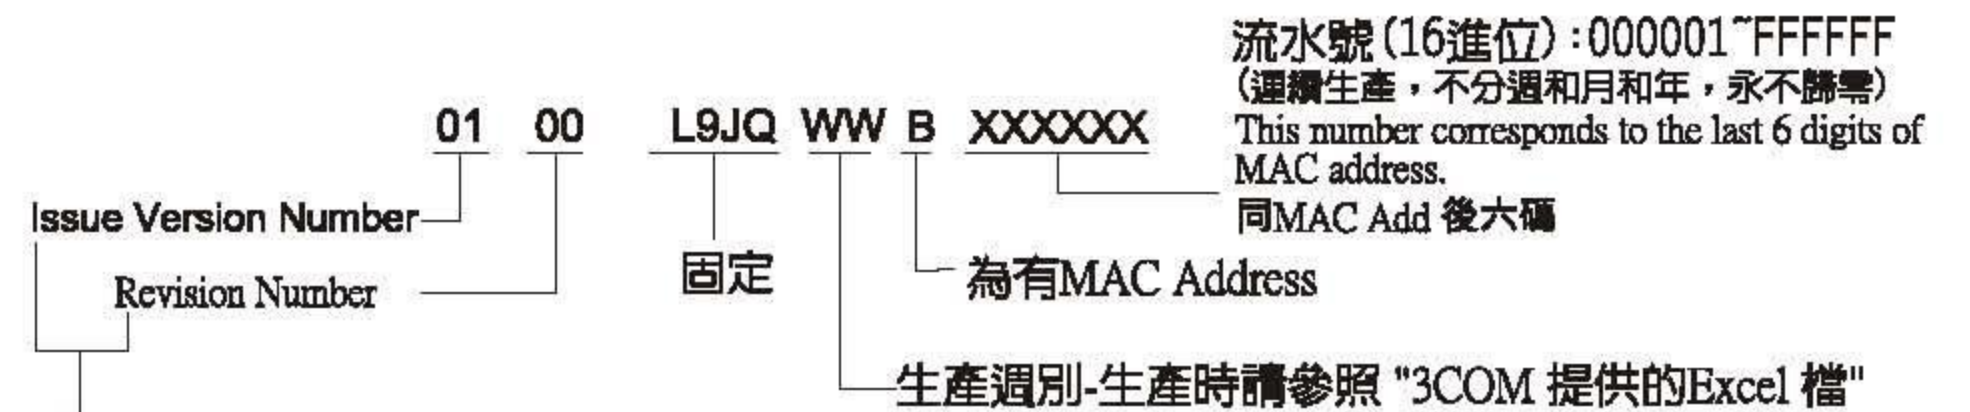 流水號(16進位):000001~FFFFFF
(連續生產,不分週和月和年,永不歸零)
This number corresponds to the last 6 digits of
MAC address.
同MAC Add 後六碼
01 00 L9JQ WW B XXXXXX
Issue Version Number
固定
為有MAC Address
Revision Number
生產週別-生產時請參照 "3COM 提供的Excel 檔"